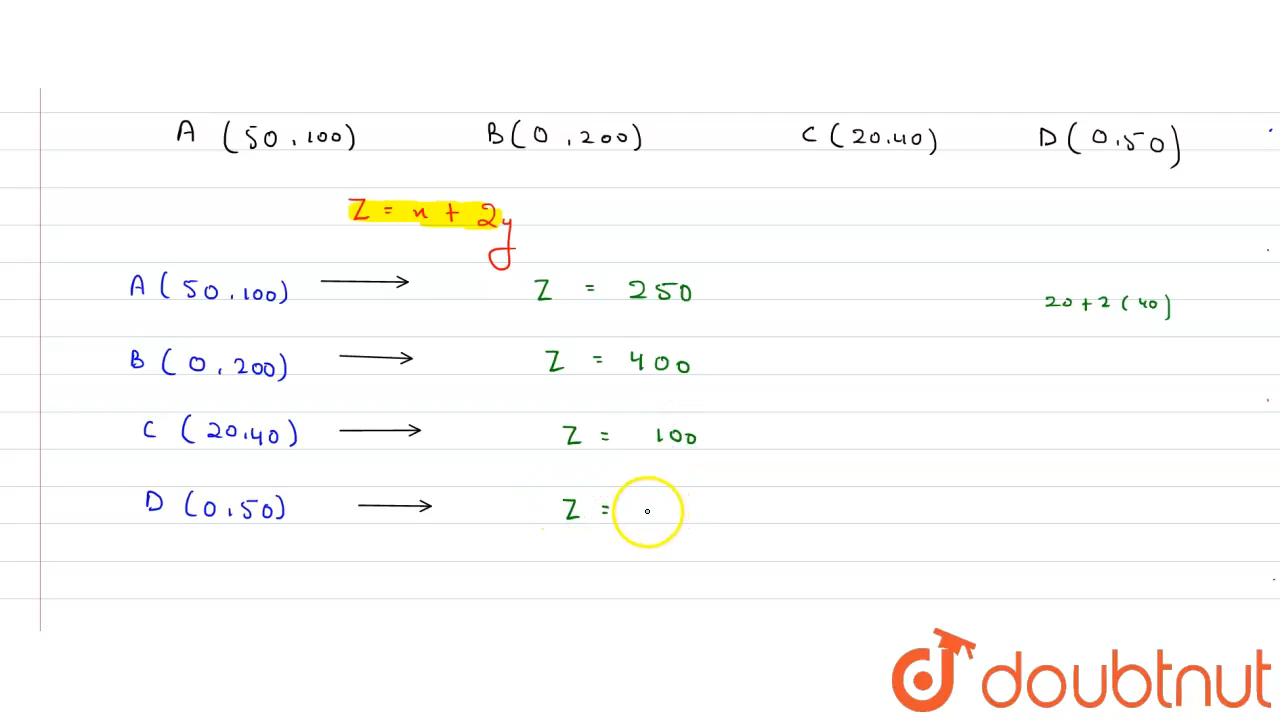 A (50,100) B(0,200) C(20,40) D(0,50)
Z = x + 2y
A(50,100) → Z = 250
20+2(40)
B(0,200) → Z = 400
C(20,40) → Z = 100
D(0,50) → Z =
doubtnut